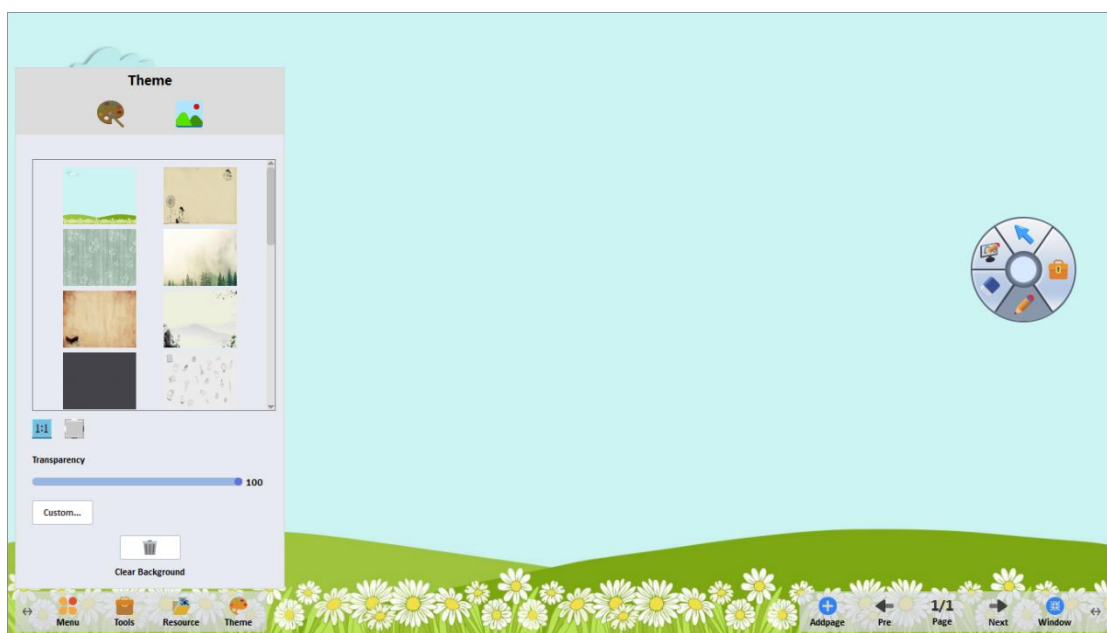 Theme
1:1
Transparency
100
Custom...
Clear Background
Menu Tools Resource Theme
Addpage Pre 1/1 Page Next Window